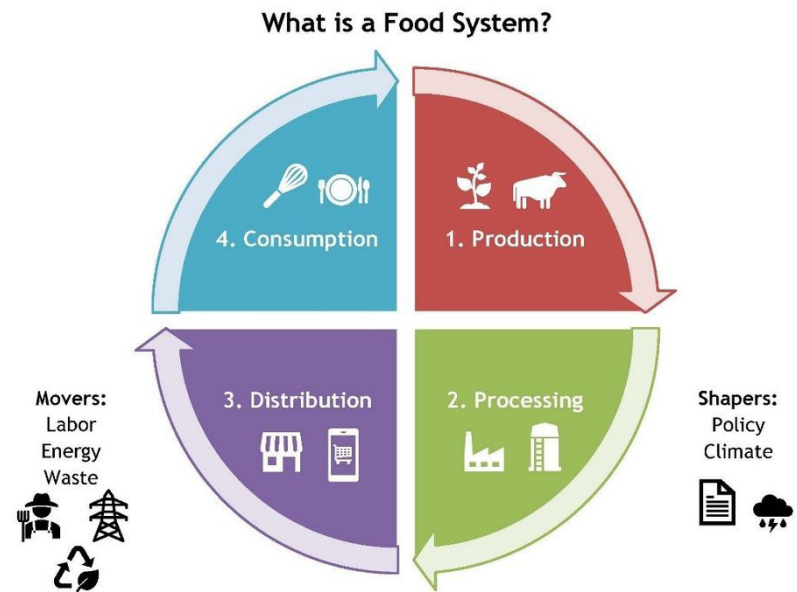 What is a Food System?
4. Consumption
1. Production
3. Distribution
2. Processing
Movers:
Labor
Energy
Waste
Shapers:
Policy
Climate